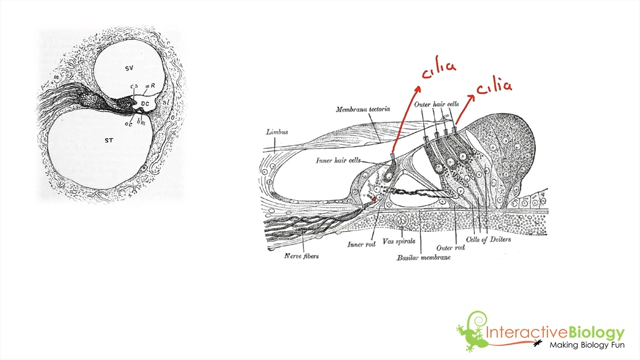 SV
DC
ST
cilia
cilia
Outer hair cells
Membrana tectoria
Limbus
Inner hair cells
Nerve fibers
Inner rod
Vas spirale
Basilar membrane
Outer rod
Cells of Deiters
InteractiveBiology
Making Biology Fun